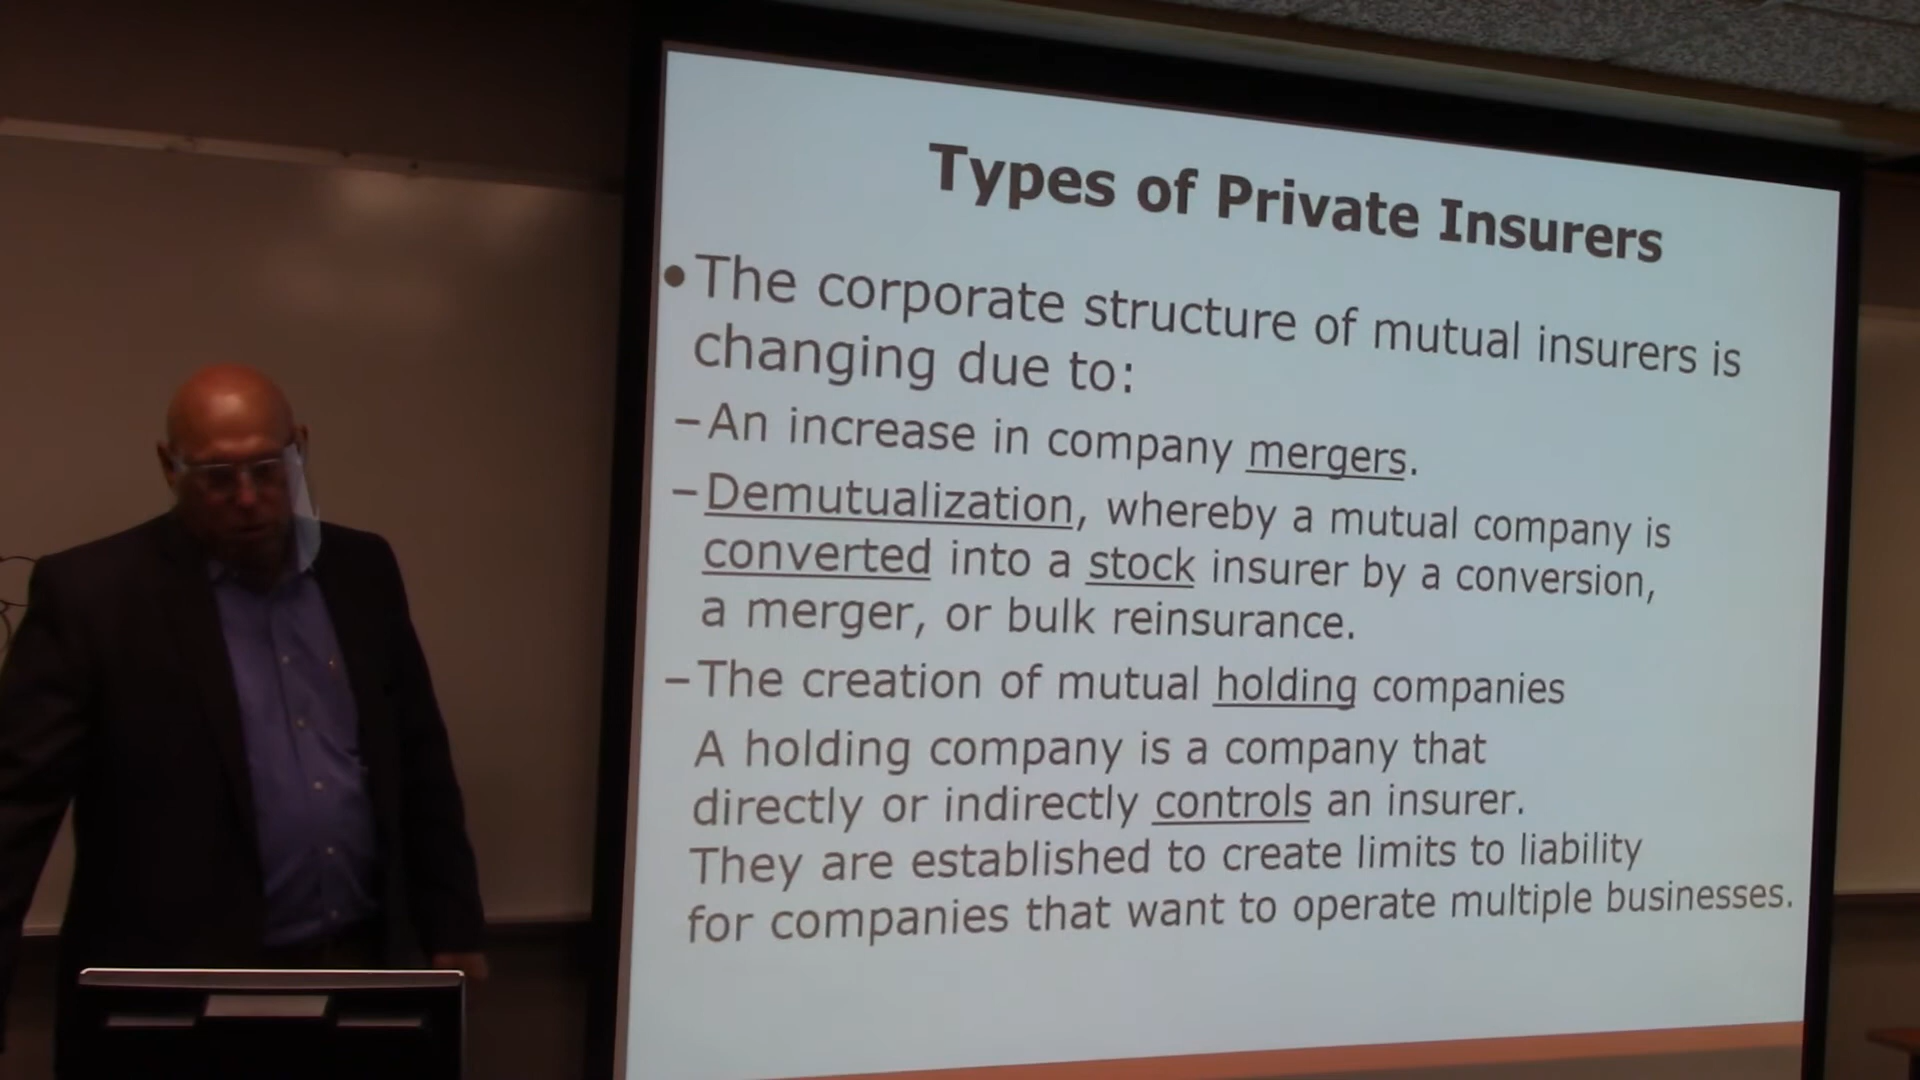 Types of Private Insurers
•The corporate structure of mutual insurers is
changing due to:
–An increase in company mergers.
–Demutualization, whereby a mutual company is
converted into a stock insurer by a conversion,
a merger, or bulk reinsurance.
–The creation of mutual holding companies
A holding company is a company that
directly or indirectly controls an insurer.
They are established to create limits to liability
for companies that want to operate multiple businesses.